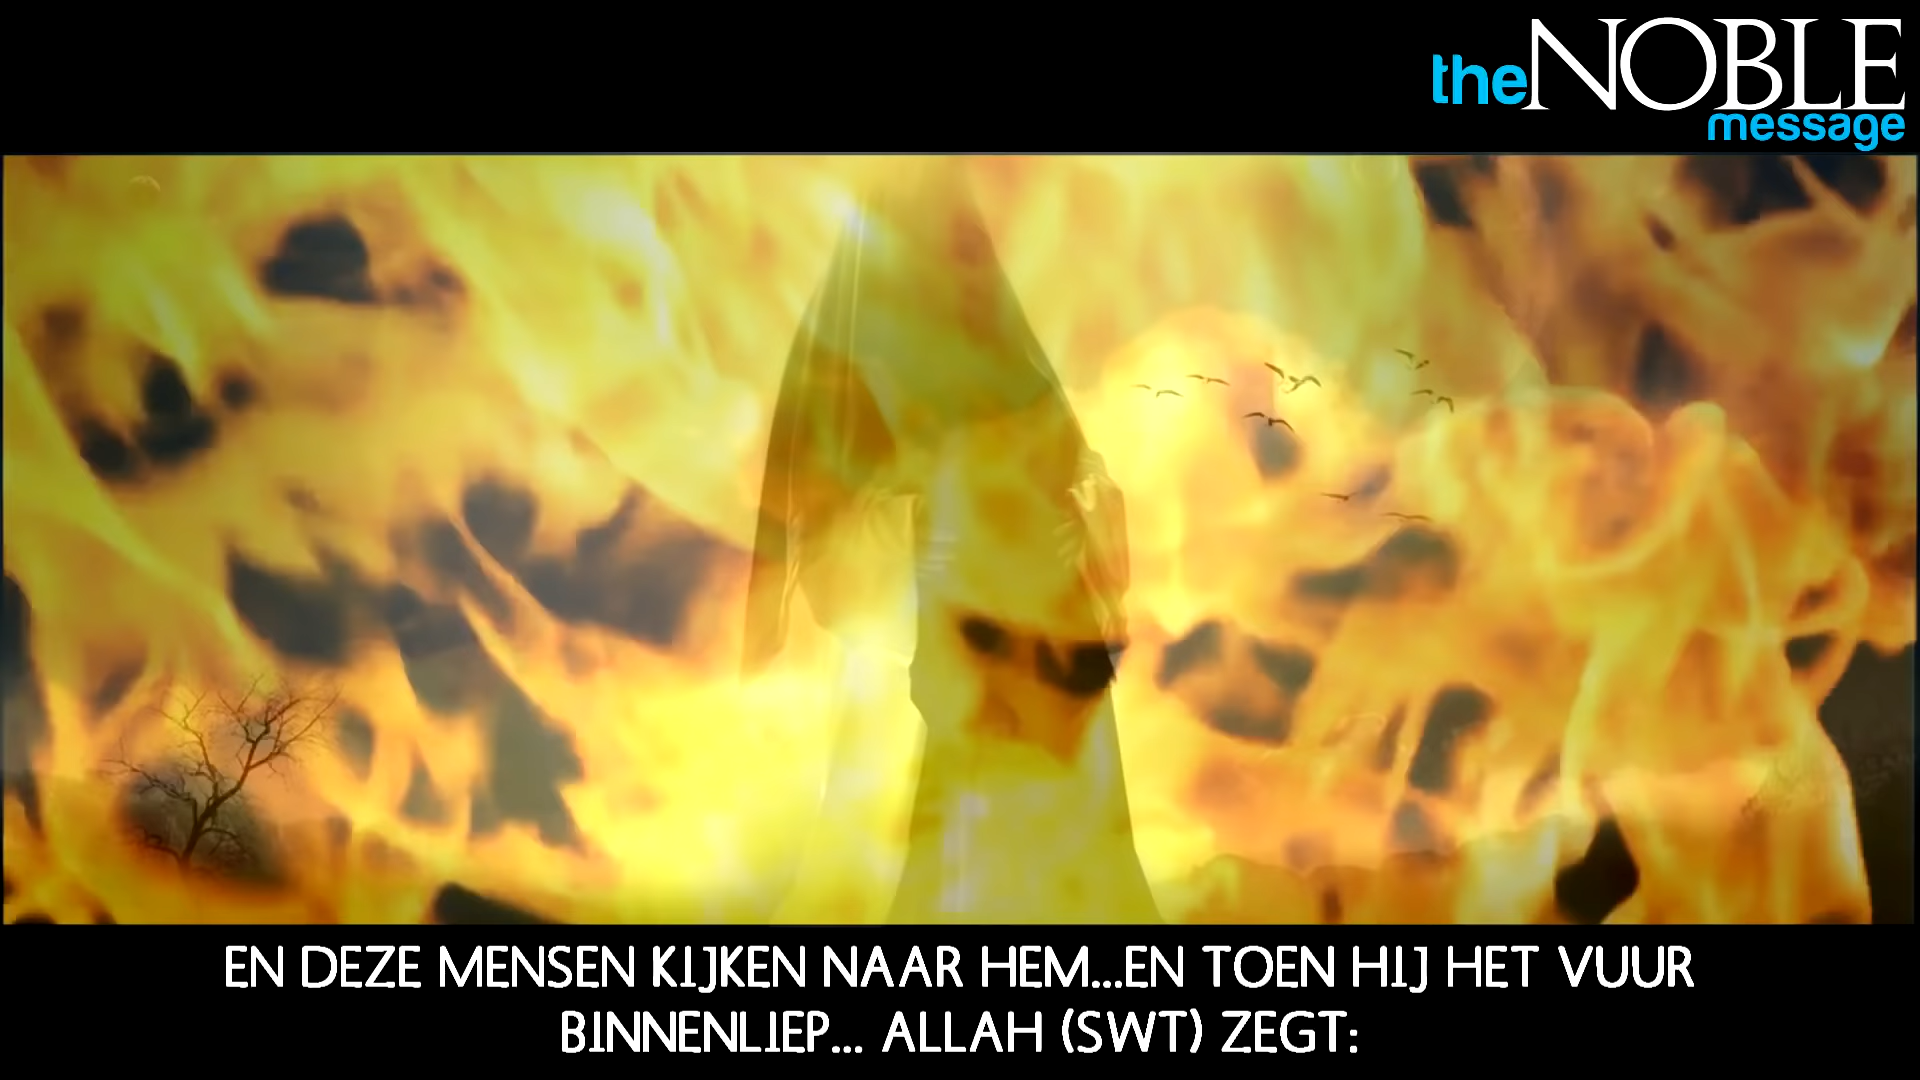 theNOBLE
message
EN DEZE MENSEN KIJKEN NAAR HEM...EN TOEN HIJ HET VUUR
BINNENLIEP... ALLAH (SWT) ZEGT: